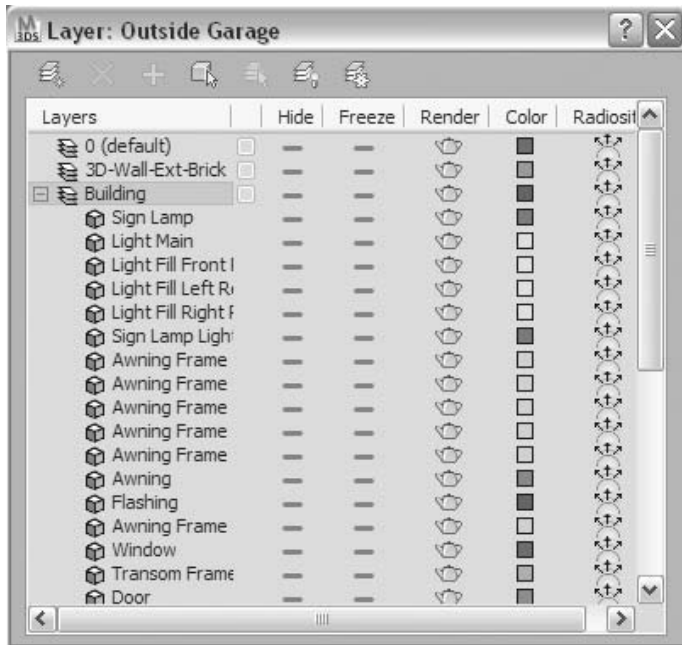 M 3DS Layer: Outside Garage
Layers Hide Freeze Render Color Radiosit
0 (default)
3D-Wall-Ext-Brick
Building
Sign Lamp
Light Main
Light Fill Front
Light Fill Left R
Light Fill Right
Sign Lamp Light
Awning Frame
Awning Frame
Awning Frame
Awning Frame
Awning Frame
Awning
Flashing
Awning Frame
Window
Transom Frame
Door